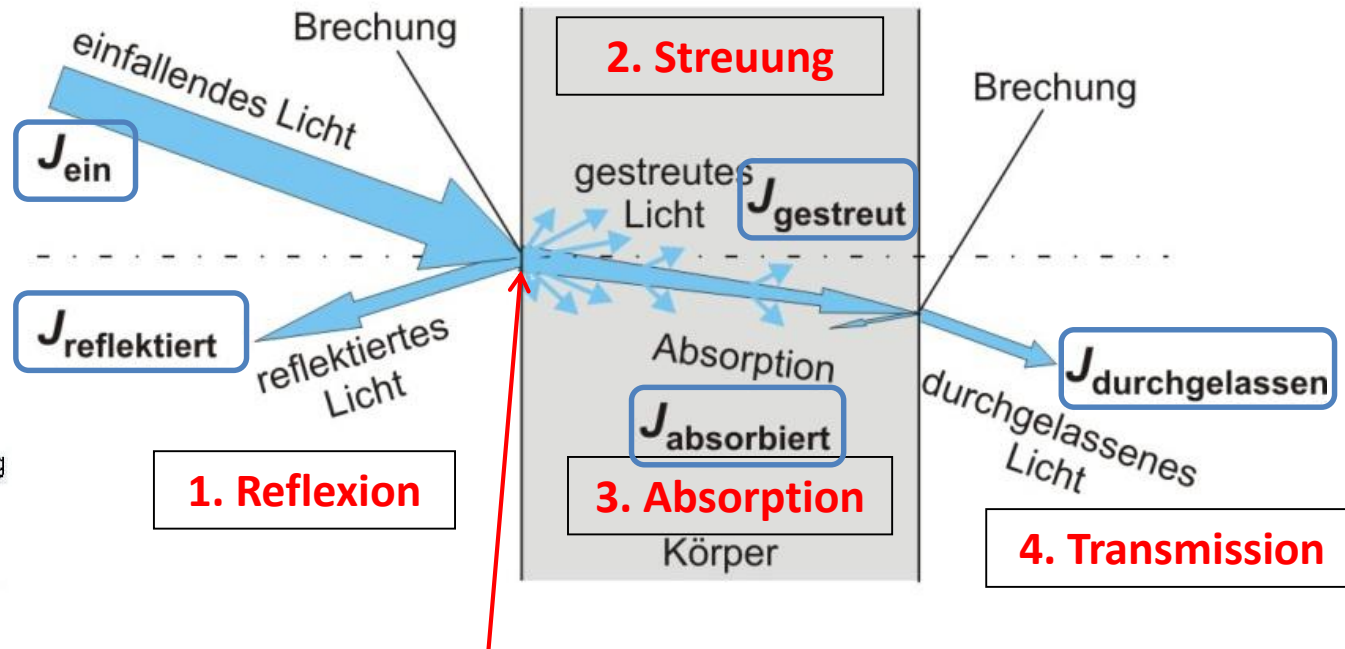 Brechung
2. Streuung
Brechung
einfallendes Licht
J ein
gestreutes
Licht
J gestreut
J reflektiert
reflektiertes
Licht
Absorption
J durchgelassen
durchgelassenes
Licht
J absorbiert
1. Reflexion
3. Absorption
Körper
4. Transmission